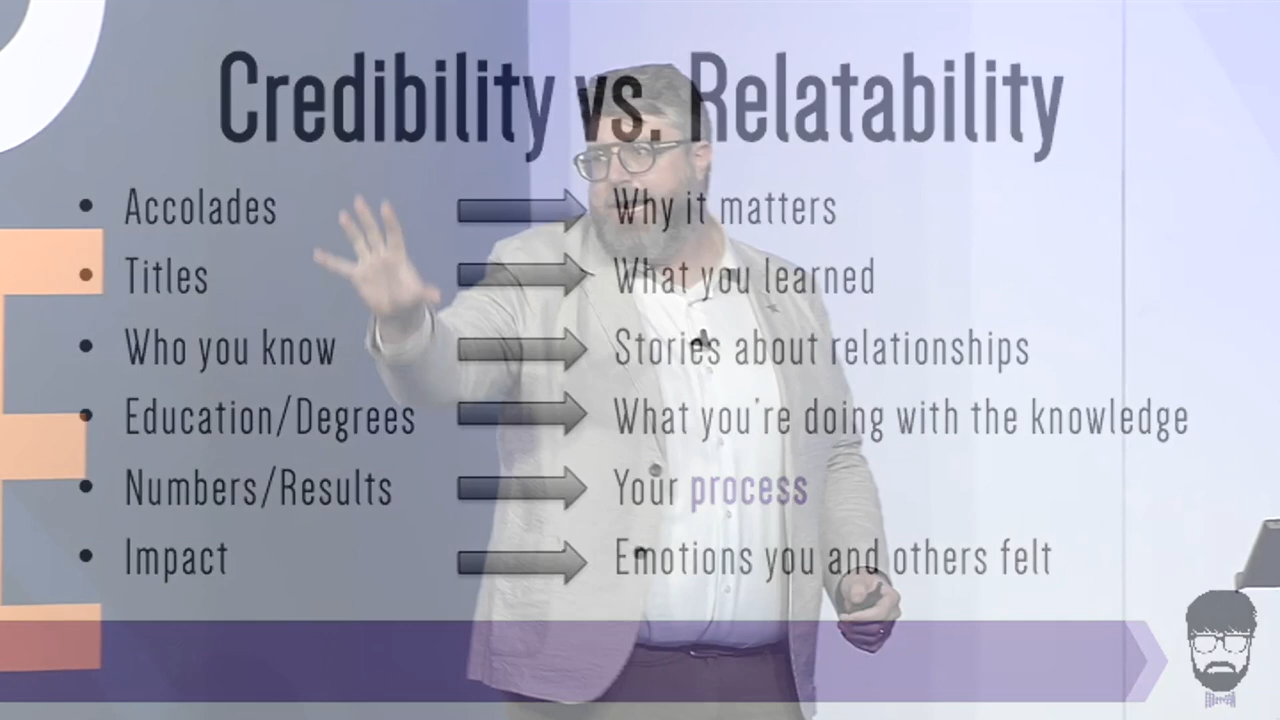 Credibility vs. Relatability
• Accolades Why it matters
• Titles What you learned
• Who you know Stories about relationships
• Education/Degrees What you're doing with the knowledge
• Numbers/Results Your process
• Impact Emotions you and others felt